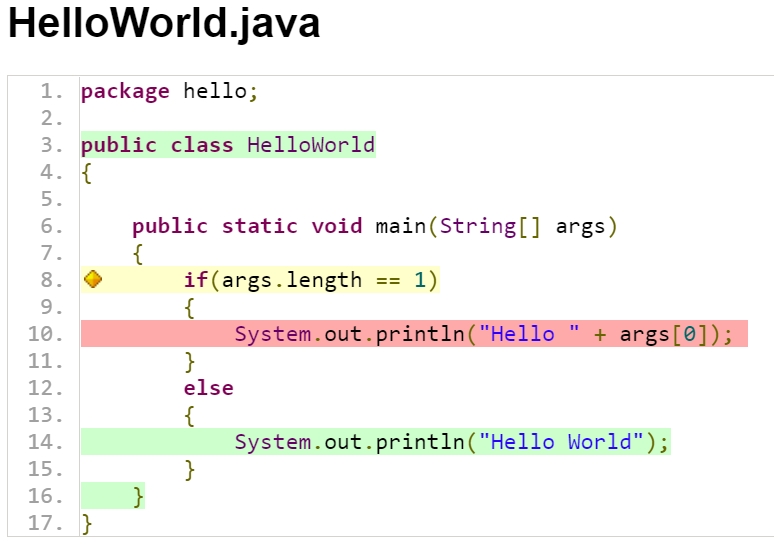 HelloWorld.java
1. package hello;
2.
3. public class HelloWorld
4. {
5.
6.     public static void main(String[] args)
7.     {
8.         if(args.length == 1)
9.         {
10.             System.out.println("Hello " + args[0]);
11.         }
12.         else
13.         {
14.             System.out.println("Hello World");
15.         }
16.     }
17. }